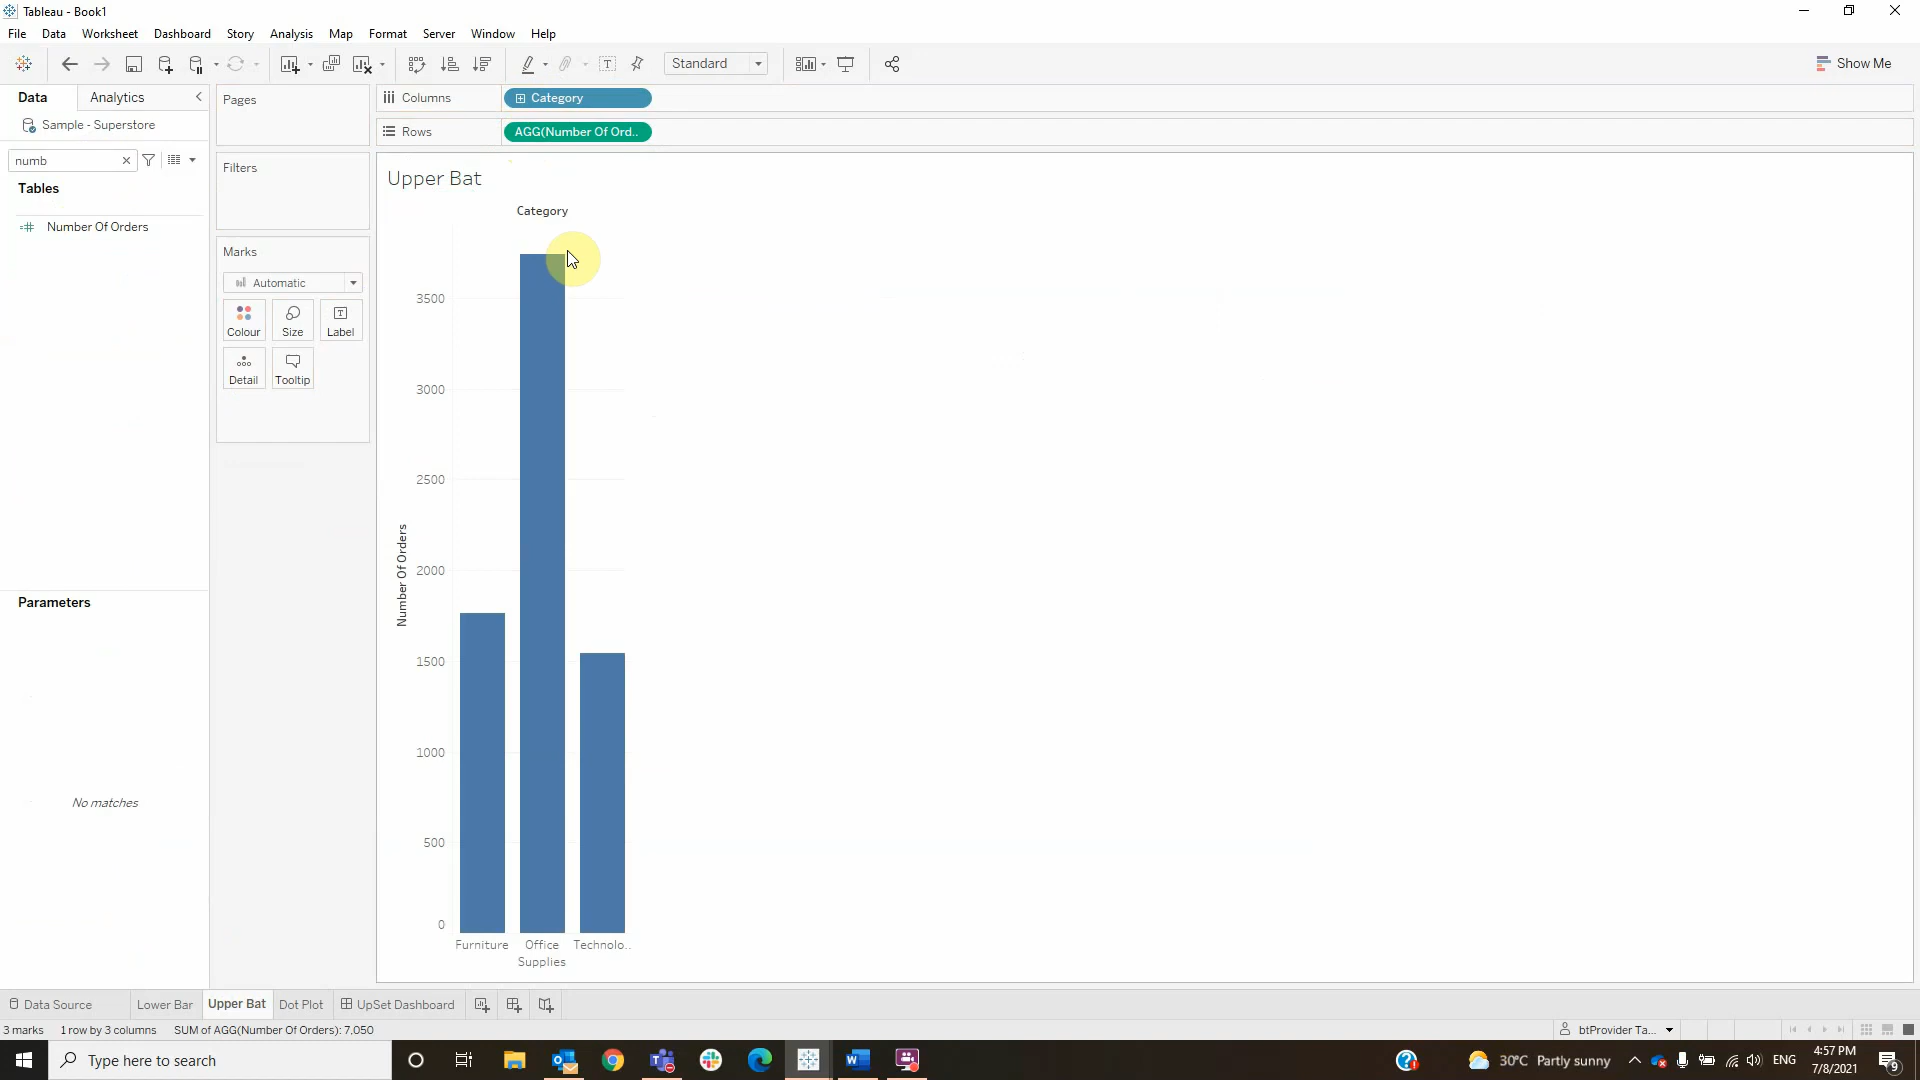 Tableau - Book1
File Data Worksheet Dashboard Story Analysis Map Format Server Window Help
Standard
Show Me
Data Analytics
Sample - Superstore
numb
Tables
Number Of Orders
Parameters
No matches
Pages
Filters
Marks
Automatic
Colour Size Label
Detail Tooltip
Columns Category
Rows AGG(Number Of Ord..
Upper Bat
Category
Number Of Orders
3500
3000
2500
2000
1500
1000
500
0
Furniture Office Supplies Technolo..
Data Source Lower Bar Upper Bat Dot Plot UpSet Dashboard
3 marks 1 row by 3 columns SUM of AGG(Number Of Orders): 7,050
btProvider Ta...
Type here to search
30°C Partly sunny
ENG
4:57 PM
7/8/2021
9